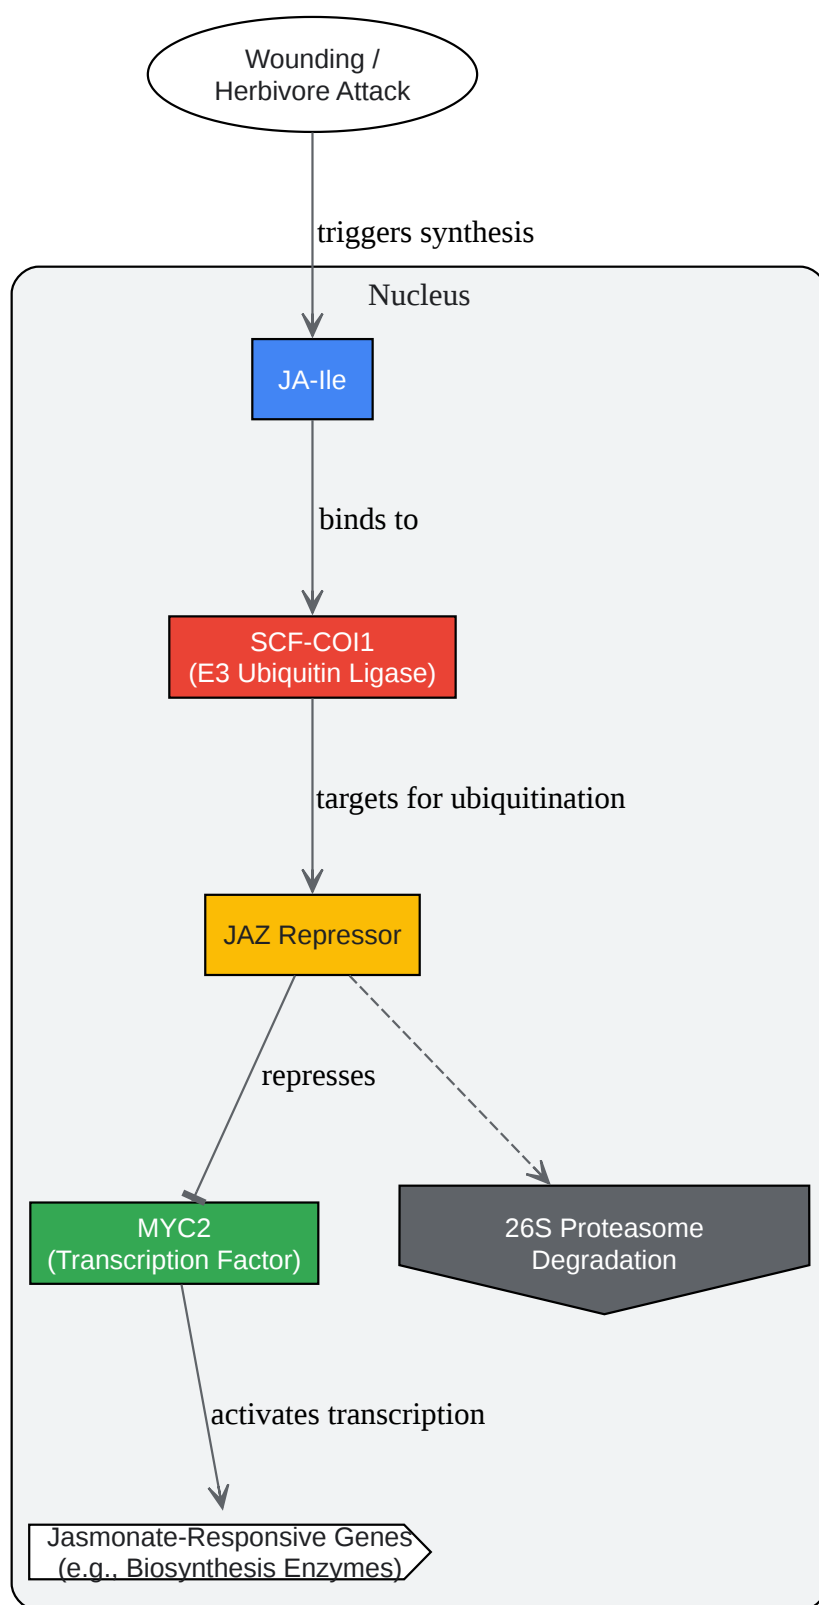 Wounding /
Herbivore Attack
triggers synthesis
Nucleus
JA-Ile
binds to
SCF-COI1
(E3 Ubiquitin Ligase)
targets for ubiquitination
JAZ Repressor
represses
MYC2
(Transcription Factor)
26S Proteasome
Degradation
activates transcription
Jasmonate-Responsive Genes
(e.g., Biosynthesis Enzymes)